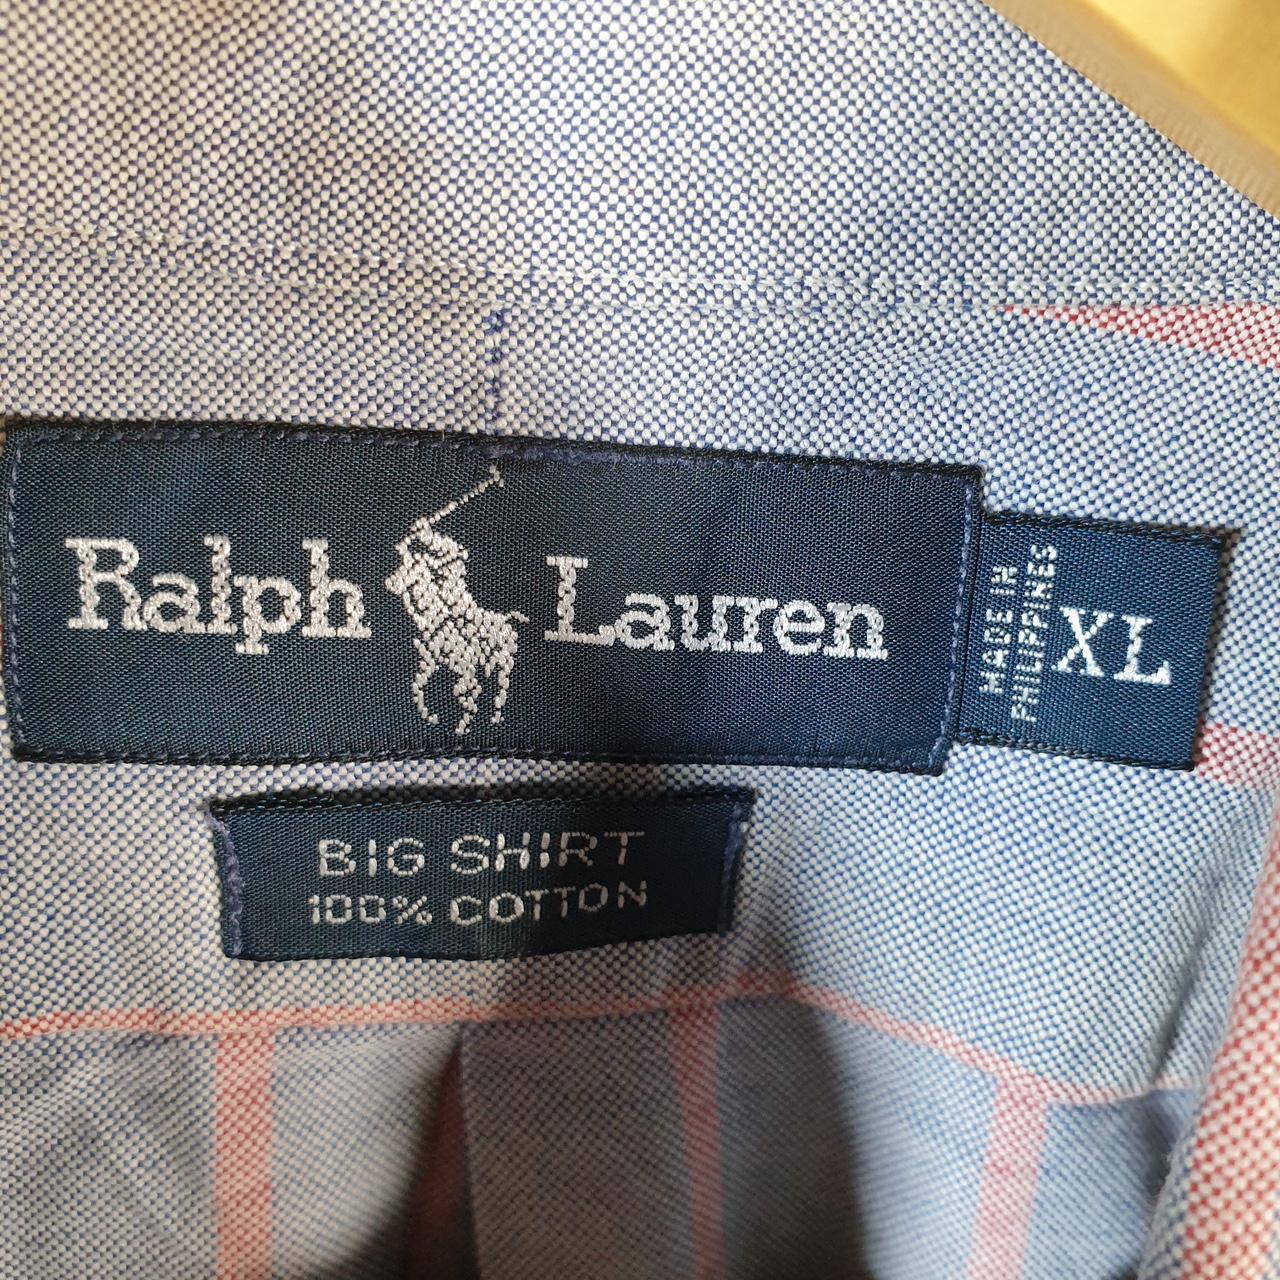 Ralph Lauren
MADE IN
PHILIPPINES
XL
BIG SHIRT
100% COTTON